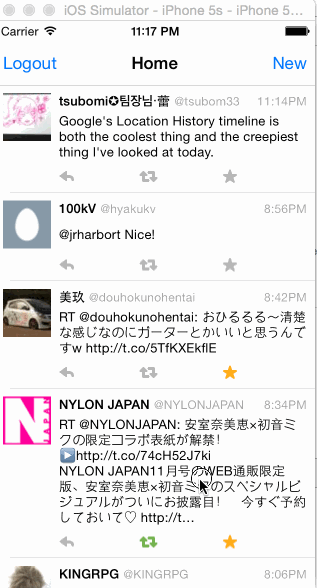 iOS Simulator - iPhone 5s - iPhone 5...
Carrier 11:17 PM
Logout Home New
tsubomi✪팀장님·蕾 @tsubom33 11:14PM
Google's Location History timeline is
both the coolest thing and the creepiest
thing I've looked at today.
100kV @hyakukv 8:56PM
@jrharbort Nice!
美玖 @douhokunohentai 8:42PM
RT @douhokunohentai: おひるるる〜清楚
な感じなのにガーターとかいいと思うんで
すw http://t.co/5TfKXEkflE
NYLON JAPAN @NYLONJAPAN 8:34PM
NYLON JAPAN
RT @NYLONJAPAN: 安室奈美恵×初音ミ
クの限定コラボ表紙が解禁!
▶http://t.co/74cH52J7ki
NYLON JAPAN11月号のWEB通販限定
版、安室奈美恵×初音ミクのスペシャルビ
ジュアルがついにお披露目! 今すぐ予約
しておいて♡ http://t...
KINGRPG @KINGRPG 8:06PM